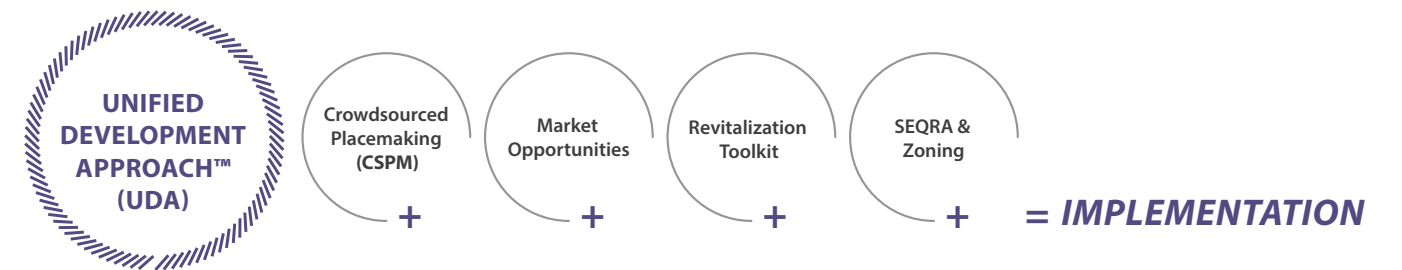 UNIFIED
DEVELOPMENT
APPROACH™
(UDA)
Crowdsourced
Placemaking
(CSPM)
+
Market
Opportunities
+
Revitalization
Toolkit
+
SEQRA &
Zoning
+
= IMPLEMENTATION